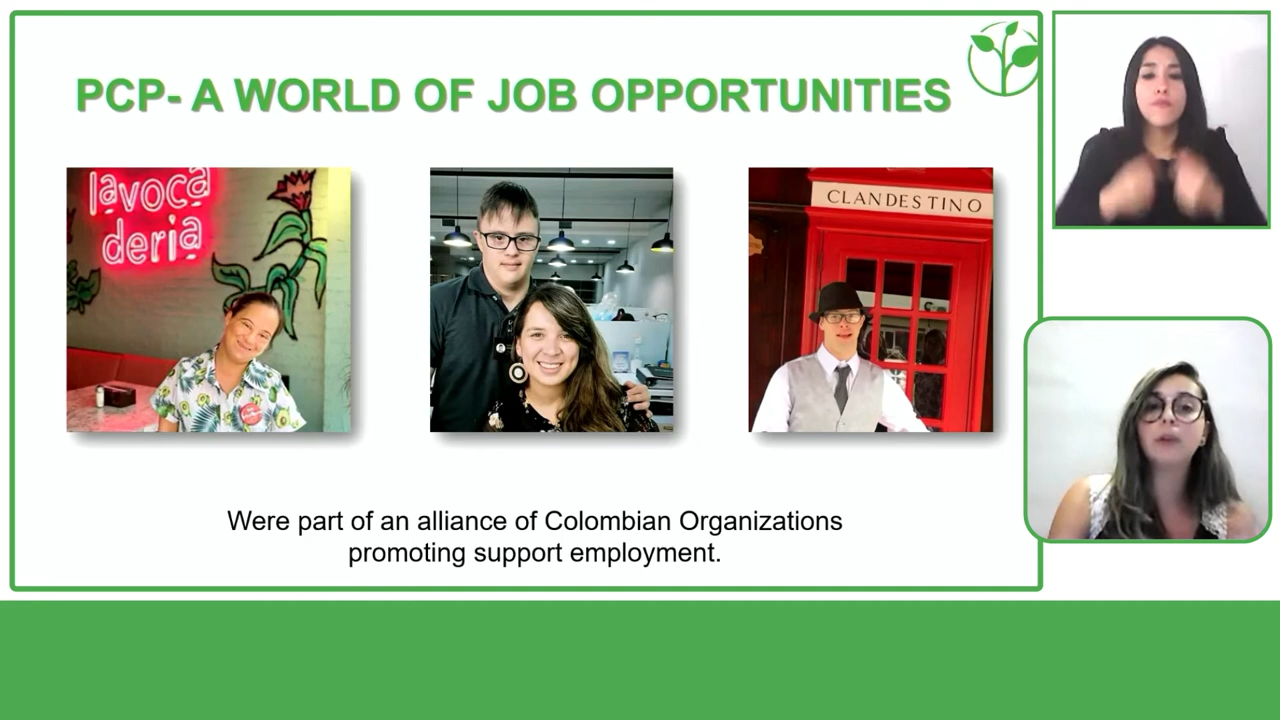 PCP- A WORLD OF JOB OPPORTUNITIES
lavoca
deria
CLANDESTINO
Were part of an alliance of Colombian Organizations
promoting support employment.